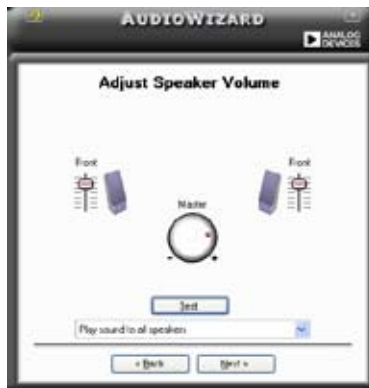 AUDIOWIZARD
ANALOG
DEVICES
Adjust Speaker Volume
Front
Front
Master
- +
Test
Play sound to all speakers
< Back
Next >